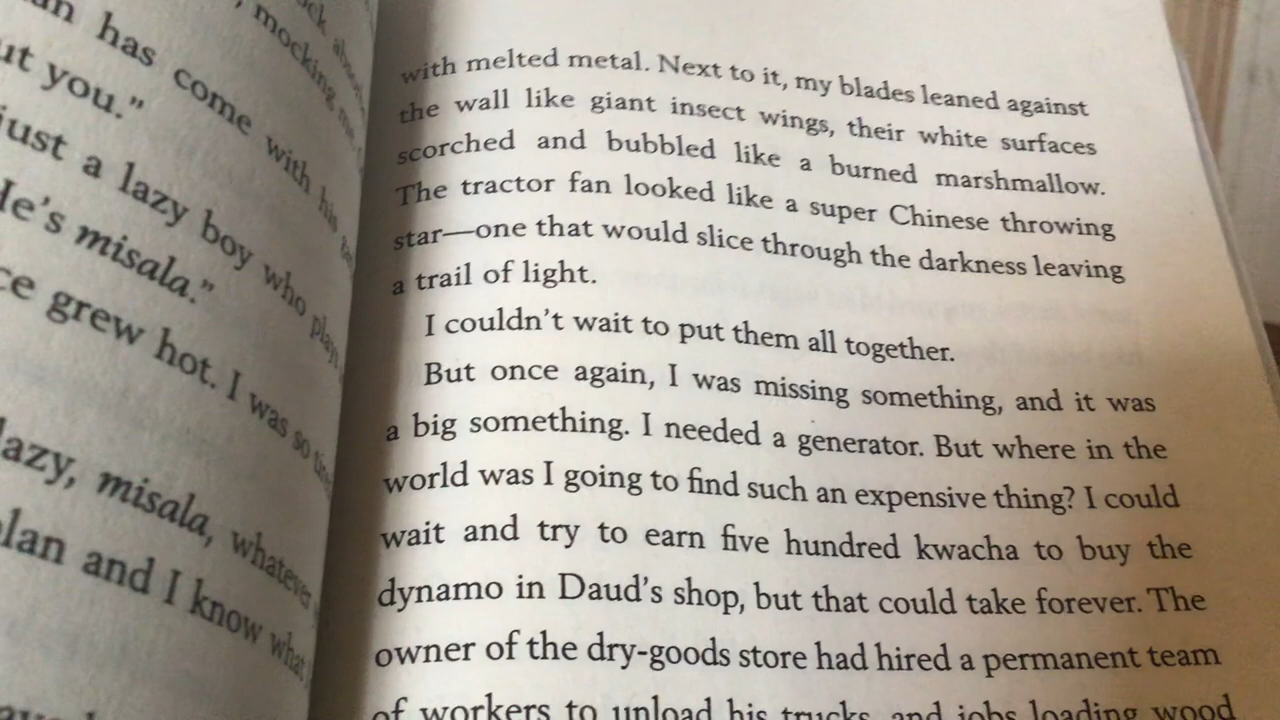 has come with his
ut you."
just a lazy boy who
He's misala."
ce grew hot. I was so
lazy, misala, whatever
plan and I know what
mocking
with melted metal. Next to it, my blades leaned against
the wall like giant insect wings, their white surfaces
scorched and bubbled like a burned marshmallow.
The tractor fan looked like a super Chinese throwing
star—one that would slice through the darkness leaving
a trail of light.
I couldn't wait to put them all together.
But once again, I was missing something, and it was
a big something. I needed a generator. But where in the
world was I going to find such an expensive thing? I could
wait and try to earn five hundred kwacha to buy the
dynamo in Daud's shop, but that could take forever. The
owner of the dry-goods store had hired a permanent team
of workers to unload his trucks, and jobs loading wood